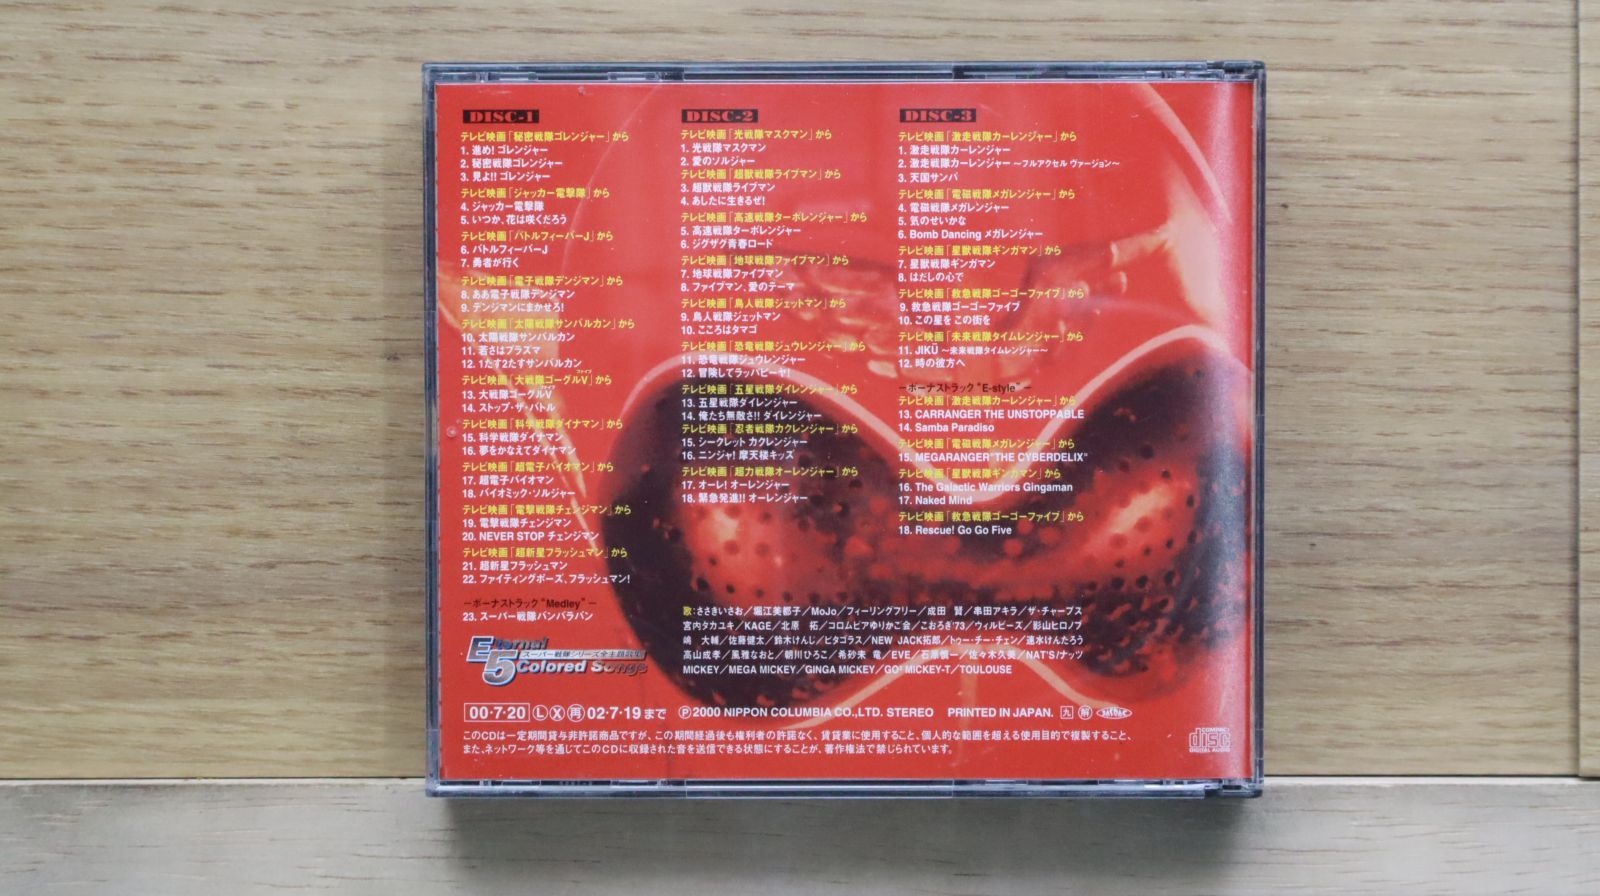 DISC-1
テレビ映画「秘密戦隊ゴレンジャー」から
1. 進め! ゴレンジャー
2. 秘密戦隊ゴレンジャー
3. 見よ!! ゴレンジャー
テレビ映画「ジャッカー電撃隊」から
4. ジャッカー電撃隊
5. いつか、花は咲くだろう
テレビ映画「バトルフィーバーJ」から
6. バトルフィーバーJ
7. 勇者が行く
テレビ映画「電子戦隊デンジマン」から
8. ああ電子戦隊デンジマン
9. デンジマンにまかせろ!
テレビ映画「太陽戦隊サンバルカン」から
10. 太陽戦隊サンバルカン
11. 若さはプラズマ
12. 1たす2たすサンバルカン
テレビ映画「大戦隊ゴーグルV」から
13. 大戦隊ゴーグルV
14. ストップ・ザ・バトル
テレビ映画「科学戦隊ダイナマン」から
15. 科学戦隊ダイナマン
16. 夢をかなえてダイナマン
テレビ映画「超電子バイオマン」から
17. 超電子バイオマン
18. バイオミック・ソルジャー
テレビ映画「電撃戦隊チェンジマン」から
19. 電撃戦隊チェンジマン
20. NEVER STOP チェンジマン
テレビ映画「超新星フラッシュマン」から
21. 超新星フラッシュマン
22. ファイティングポーズ、フラッシュマン!
ーボーナストラック "Medley"ー
23. スーパー戦隊バンバラバン
Eternal
スーパー戦隊シリーズ全主題歌集
5 Colored Songs
DISC-2
テレビ映画「光戦隊マスクマン」から
1. 光戦隊マスクマン
2. 愛のソルジャー
テレビ映画「超獣戦隊ライブマン」から
3. 超獣戦隊ライブマン
4. あしたに生きるぜ!
テレビ映画「高速戦隊ターボレンジャー」から
5. 高速戦隊ターボレンジャー
6. ジグザグ青春ロード
テレビ映画「地球戦隊ファイブマン」から
7. 地球戦隊ファイブマン
8. ファイブマン、愛のテーマ
テレビ映画「鳥人戦隊ジェットマン」から
9. 鳥人戦隊ジェットマン
10. こころはタマゴ
テレビ映画「恐竜戦隊ジュウレンジャー」から
11. 恐竜戦隊ジュウレンジャー
12. 冒険してラッパピーヤ!
テレビ映画「五星戦隊ダイレンジャー」から
13. 五星戦隊ダイレンジャー
14. 俺たち無敵さ!! ダイレンジャー
テレビ映画「忍者戦隊カクレンジャー」から
15. シークレット カクレンジャー
16. ニンジャ! 摩天楼キッズ
テレビ映画「超力戦隊オーレンジャー」から
17. オーレ! オーレンジャー
18. 緊急発進!! オーレンジャー
DISC-3
テレビ映画「激走戦隊カーレンジャー」から
1. 激走戦隊カーレンジャー
2. 激走戦隊カーレンジャー ～フルアクセル ヴァージョン～
3. 天国サンバ
テレビ映画「電磁戦隊メガレンジャー」から
4. 電磁戦隊メガレンジャー
5. 気のせいかな
6. Bomb Dancing メガレンジャー
テレビ映画「星獣戦隊ギンガマン」から
7. 星獣戦隊ギンガマン
8. はだしの心で
テレビ映画「救急戦隊ゴーゴーファイブ」から
9. 救急戦隊ゴーゴーファイブ
10. この星を この街を
テレビ映画「未来戦隊タイムレンジャー」から
11. JIKŪ ～未来戦隊タイムレンジャー～
12. 時の彼方へ
ーボーナストラック "E-style"ー
テレビ映画「激走戦隊カーレンジャー」から
13. CARRANGER THE UNSTOPPABLE
14. Samba Paradiso
テレビ映画「電磁戦隊メガレンジャー」から
15. MEGARANGER"THE CYBERDELIX"
テレビ映画「星獣戦隊ギンガマン」から
16. The Galactic Warriors Gingaman
17. Naked Mind
テレビ映画「救急戦隊ゴーゴーファイブ」から
18. Rescue! Go Go Five
歌：ささきいさお／堀江美都子／MoJo／フィーリングフリー／成田 賢／串田アキラ／ザ・チャープス
宮内タカユキ／KAGE／北原 拓／コロムビアゆりかご会／こおろぎ'73／ウィルビーズ／影山ヒロノブ
嶋 大輔／佐藤健太／鈴木けんじ／ピタゴラス／NEW JACK拓郎／トゥー・チー・チェン／速水けんたろう
高山成孝／風雅なおと／朝川ひろこ／希砂未 竜／EVE／石原慎一／佐々木久美／NAT'S／ナッツ
MICKEY／MEGA MICKEY／GINGA MICKEY／GO! MICKEY-T／TOULOUSE
00・7・20 Ⓛ Ⓧ 再 02・7・19 まで Ⓟ2000 NIPPON COLUMBIA CO.,LTD. STEREO PRINTED IN JAPAN. 九 解
このCDは一定期間貸与非許諾商品ですが、この期間経過後も権利者の許諾なく、賃貸業に使用すること、個人的な範囲を超える使用目的で複製すること、
また、ネットワーク等を通じてこのCDに収録された音を送信できる状態にすることが、著作権法で禁じられています。
COMPACT
disc
DIGITAL AUDIO